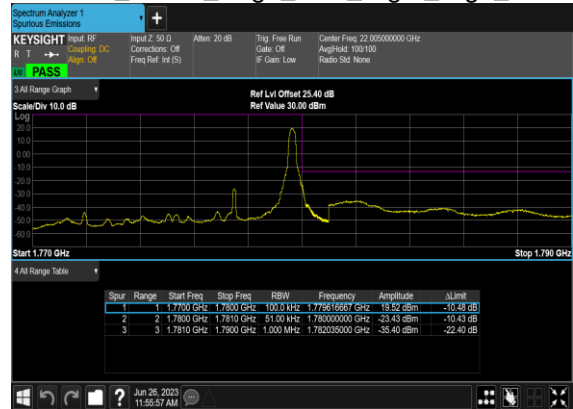 Spectrum Analyzer 1
Spurious Emissions
KEYSIGHT Input: RF Input Z: 50 Ω Atten: 20 dB Trig: Free Run Center Freq: 22.005000000 GHz
R T Coupling: DC Corrections: Off Gate: Off Avg|Hold: 100/100
Align: Off Freq Ref: Int (S) IF Gain: Low Radio Std: None
PASS
3 All Range Graph
Ref Lvl Offset 25.40 dB
Scale/Div 10.0 dB Ref Value 30.00 dBm
Log
20.0
10.0
0.00
-10.0
-20.0
-30.0
-40.0
-50.0
-60.0
Start 1.770 GHz Stop 1.790 GHz
4 All Range Table
Spur Range Start Freq Stop Freq RBW Frequency Amplitude ΔLimit
1 1 1.7700 GHz 1.7800 GHz 100.0 kHz 1.779616667 GHz 19.52 dBm -10.48 dB
2 2 1.7800 GHz 1.7810 GHz 51.00 kHz 1.780000000 GHz -23.43 dBm -10.43 dB
3 3 1.7810 GHz 1.7900 GHz 1.000 MHz 1.782035000 GHz -35.40 dBm -22.40 dB
Jun 26, 2023
11:55:57 AM